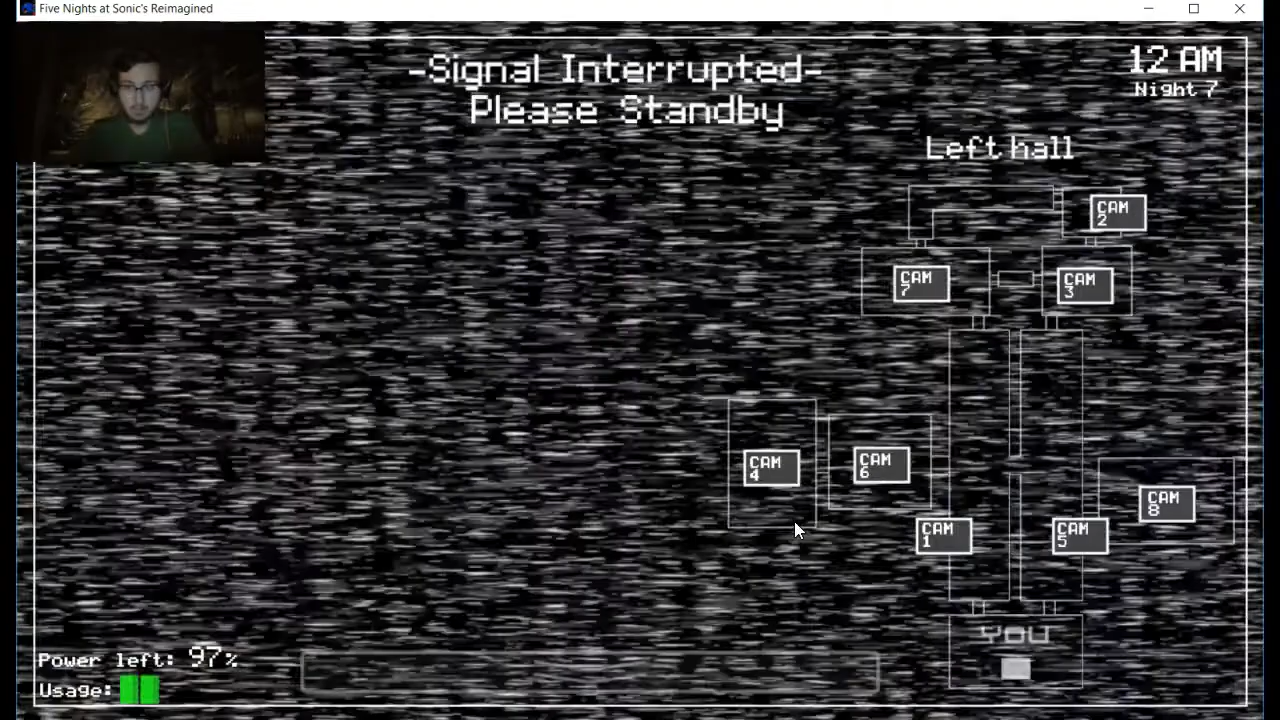 Five Nights at Sonic's Reimagined
-Signal Interrupted-
Please Standby
12 AM
Night 7
Left hall
CAM
2
CAM
7
CAM
3
CAM
4
CAM
6
CAM
8
CAM
1
CAM
5
YOU
Power left: 97%
Usage: